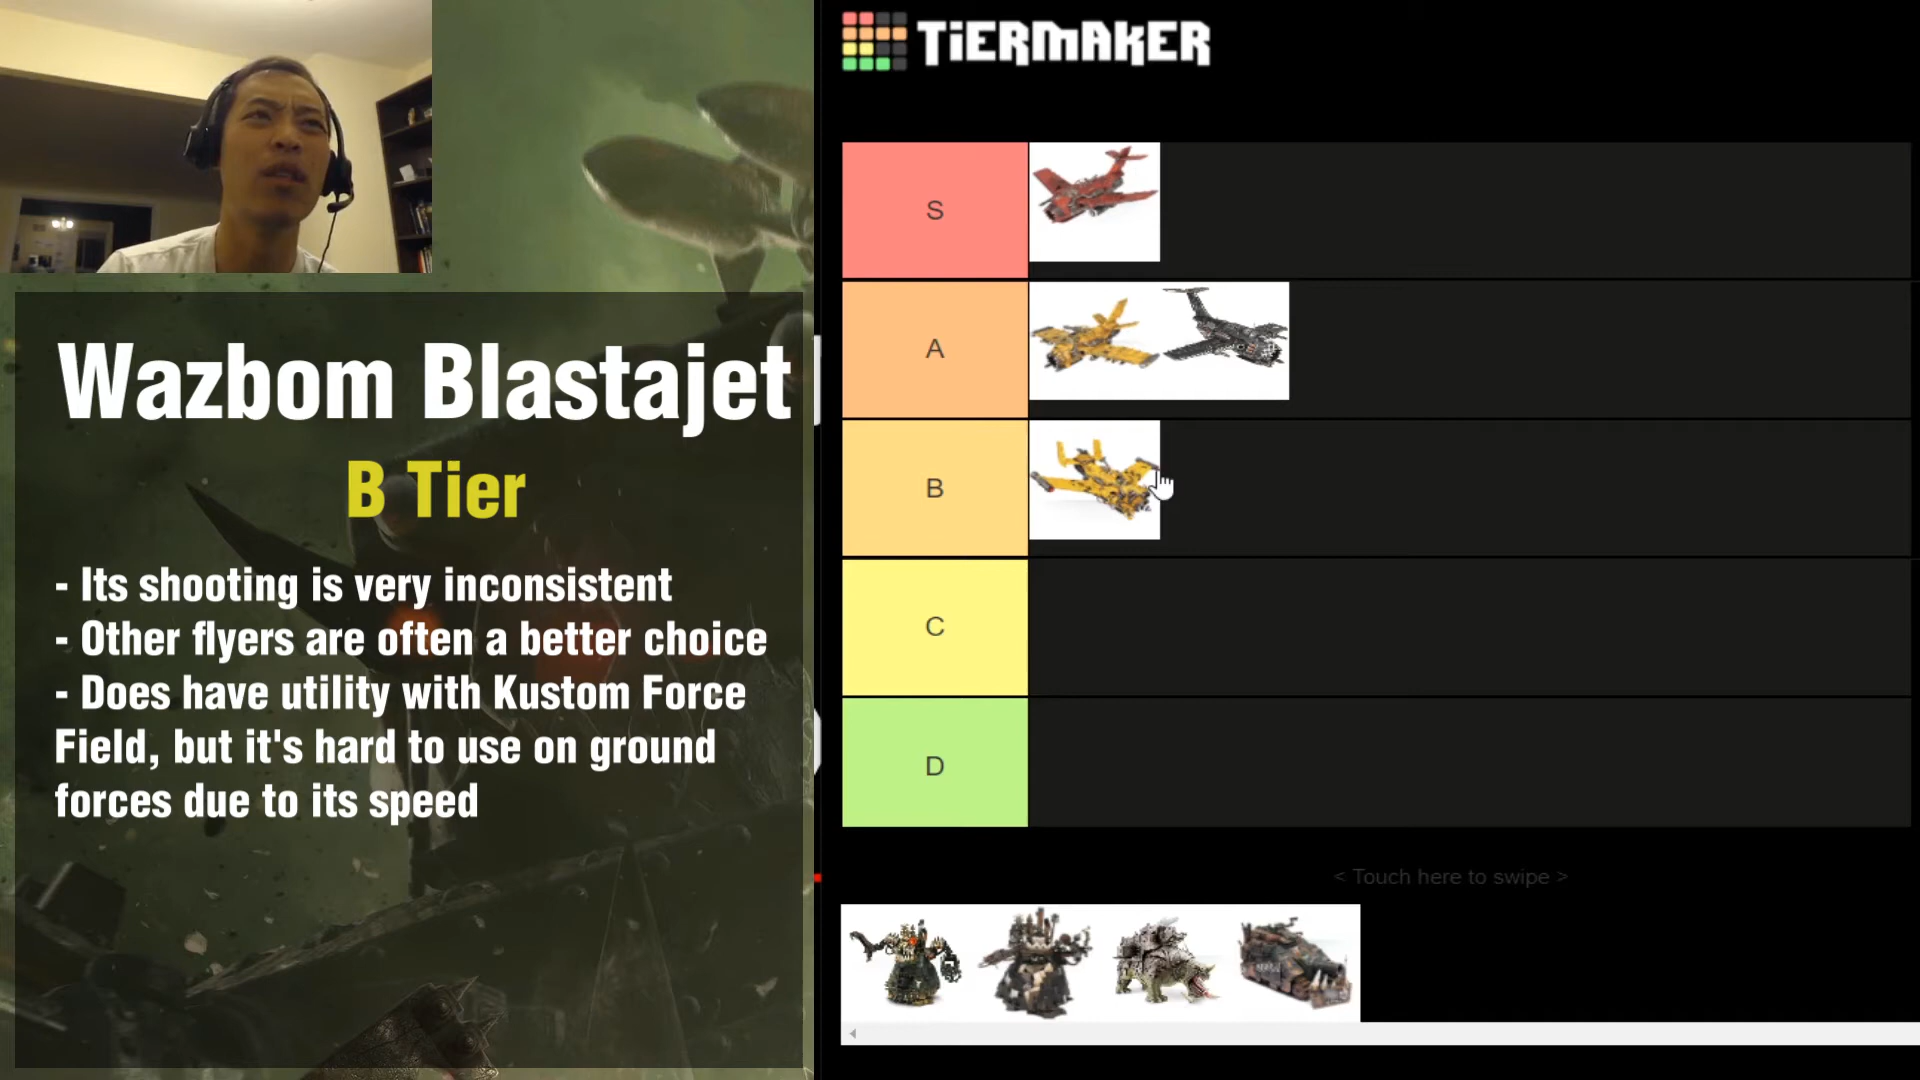 TiERMAKER
Wazbom Blastajet
B Tier
- Its shooting is very inconsistent
- Other flyers are often a better choice
- Does have utility with Kustom Force
Field, but it's hard to use on ground
forces due to its speed
S
A
B
C
D
< Touch here to swipe >